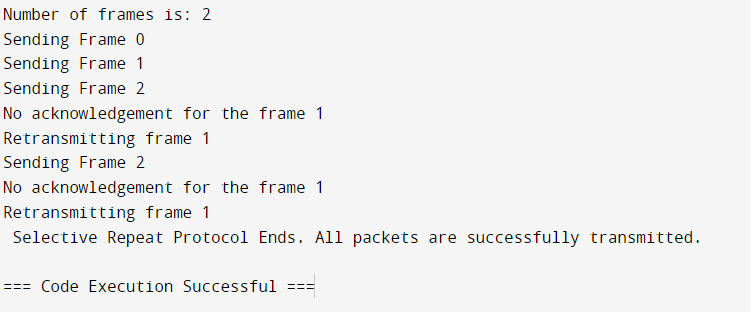 Number of frames is: 2
Sending Frame 0
Sending Frame 1
Sending Frame 2
No acknowledgement for the frame 1
Retransmitting frame 1
Sending Frame 2
No acknowledgement for the frame 1
Retransmitting frame 1
 Selective Repeat Protocol Ends. All packets are successfully transmitted.

=== Code Execution Successful ===